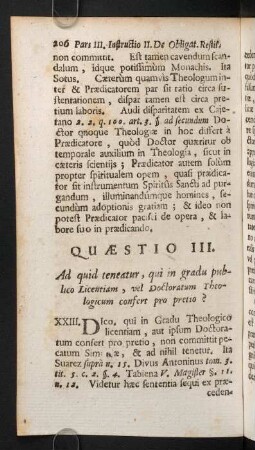 206 Pars III. Instructio II. De Obligat. Restit.
non committit. Est tamen cavendum scan-
dalum, idque potissimum Monachis. Ita
Sotus. Cæterùm quamvis Theologum in-
ter & Prædicatorem par sit ratio circa su-
stentationem, dispar tamen est circa pre-
tium laboris. Audi disparitatem ex Caje-
tano 2. 2. q. 100. art. 3. § ad secundum Do-
ctor quoque Theologiæ in hoc differt à
Prædicatore, quòd Doctor quæritur ob
temporale auxilium in Theologia, sicut in
cæteris scientiis; Prædicator autem solùm
propter spiritualem opem, quasi prædica-
tor sit instrumentum Spiritûs Sancti ad pur-
gandum, illuminandumque homines, se-
cundùm adoptionis gratiam; & ideo non
potest Prædicator pacisci de opera, & la-
bore suo in prædicando.
QUÆSTIO III.
Ad quid teneatur, qui in gradu pub-
lico Licentiam, vel Doctoratum Theo-
logicum confert pro pretio?
XXIII. DIco, qui in Gradu Theologico
licentiam, aut ipsum Doctora-
tum confert pro pretio, non committit pec-
catum Simoniæ, & ad nihil tenetur. Ita
Suarez suprà n. 15. Divus Antoninus tom. 3.
tit. 5. c. 2. §. 4. Tabiena V. Magister §. 11.
n. 12. Videtur hæc sententia sequi ex præ-
ceden-